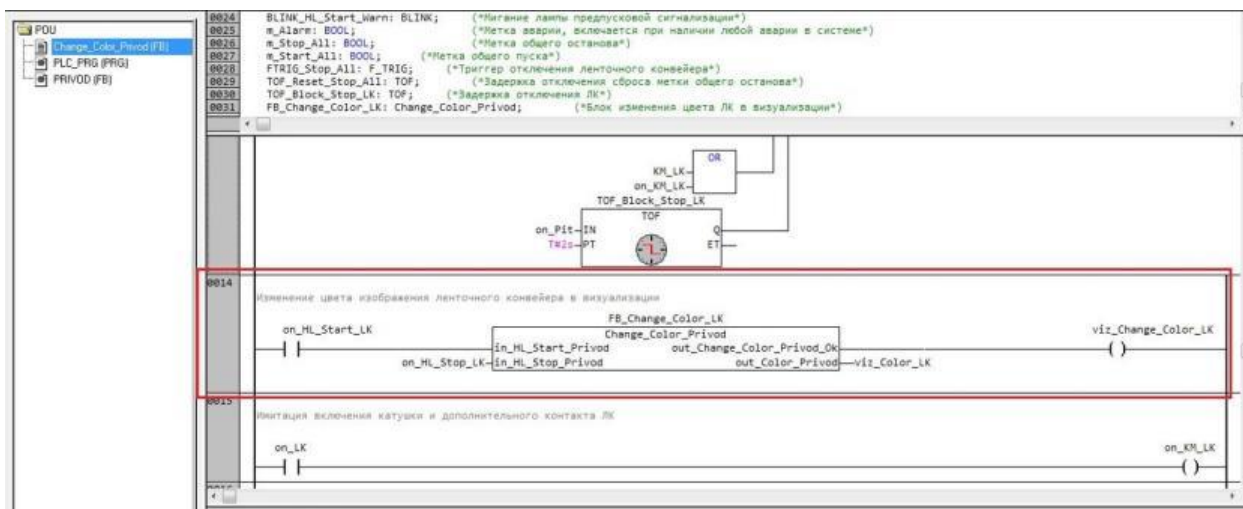 POU
Change_Color_Privod (FB)
PLC_PRG (PRG)
PRIVOD (FB)
0024 BLINK_HL_Start_Warn: BLINK; (*Мигание лампы предпусковой сигнализации*)
0025 m_Alarm: BOOL; (*Метка аварии, включается при наличии любой аварии в системе*)
0026 m_Stop_All: BOOL; (*Метка общего останова*)
0027 m_Start_All: BOOL; (*Метка общего пуска*)
0028 FTRIG_Stop_All: F_TRIG; (*Триггер отключения ленточного конвейера*)
0029 TOF_Reset_Stop_All: TOF; (*Задержка отключения сброса метки общего останова*)
0030 TOF_Block_Stop_LK: TOF; (*Задержка отключения ЛК*)
0031 FB_Change_Color_LK: Change_Color_Privod; (*Блок изменения цвета ЛК в визуализации*)
OR
KM_LK
on_KM_LK
TOF_Block_Stop_LK
TOF
on_Pit IN Q
T#2s PT ET
0014
Изменение цвета изображения ленточного конвейера в визуализации
FB_Change_Color_LK
on_HL_Start_LK Change_Color_Privod viz_Change_Color_LK
in_HL_Start_Privod out_Change_Color_Privod_Ok
on_HL_Stop_LK in_HL_Stop_Privod out_Color_Privod viz_Color_LK
0015
Имитация включения катушки и дополнительного контакта ЛК
on_LK on_KM_LK
0016